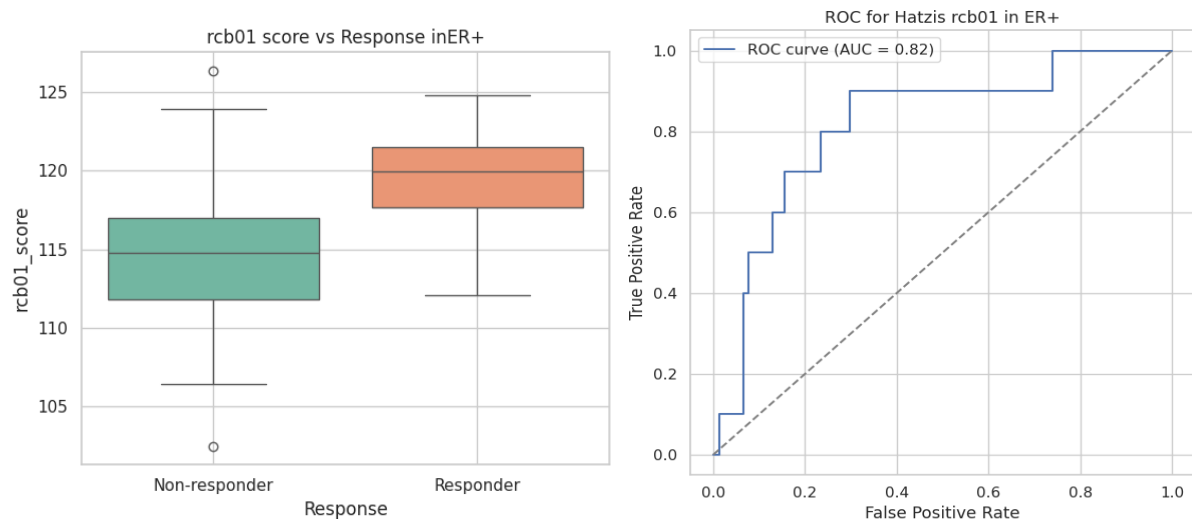 rcb01 score vs Response inER+
125
120
115
110
105
rcb01_score
Non-responder
Responder
Response
ROC for Hatzis rcb01 in ER+
ROC curve (AUC = 0.82)
1.0
0.8
0.6
0.4
0.2
0.0
True Positive Rate
0.0 0.2 0.4 0.6 0.8 1.0
False Positive Rate